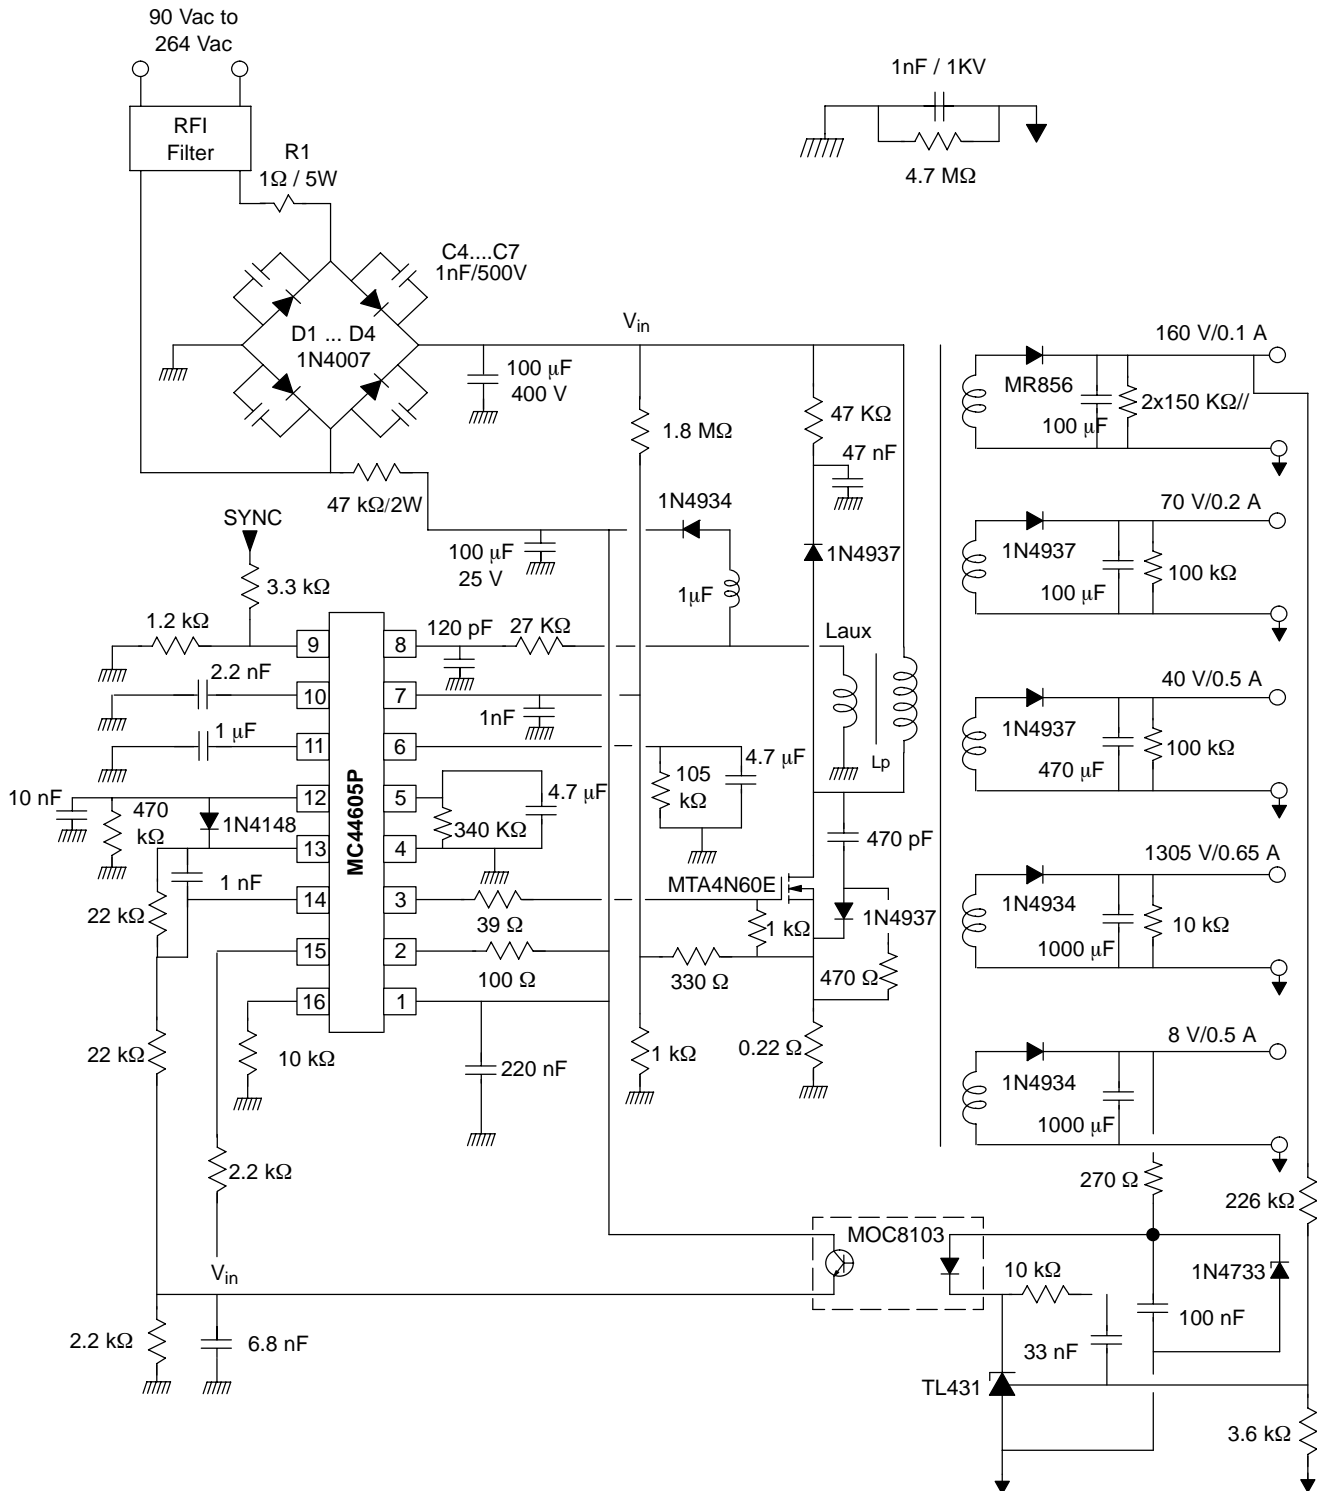 90 Vac to
264 Vac
RFI
Filter
R1
1Ω / 5W
1nF / 1KV
4.7 MΩ
C4....C7
1nF/500V
D1 ... D4
1N4007
Vin
100 µF
400 V
1.8 MΩ
47 KΩ
47 nF
47 kΩ/2W
1N4934
100 µF
25 V
1µF
1N4937
160 V/0.1 A
MR856
100 µF
2x150 KΩ//
70 V/0.2 A
1N4937
100 µF
100 kΩ
SYNC
3.3 kΩ
1.2 kΩ
120 pF
27 KΩ
Laux
Lp
2.2 nF
1nF
1 µF
4.7 µF
105
kΩ
40 V/0.5 A
1N4937
470 µF
100 kΩ
9
10
11
12
13
14
15
16
MC44605P
8
7
6
5
4
3
2
1
10 nF
470
kΩ
1N4148
1 nF
22 kΩ
4.7 µF
340 KΩ
470 pF
MTA4N60E
1N4937
39 Ω
1 kΩ
100 Ω
330 Ω
470 Ω
1305 V/0.65 A
1N4934
1000 µF
10 kΩ
22 kΩ
10 kΩ
220 nF
1 kΩ
0.22 Ω
8 V/0.5 A
1N4934
1000 µF
2.2 kΩ
270 Ω
226 kΩ
Vin
MOC8103
10 kΩ
1N4733
100 nF
2.2 kΩ
6.8 nF
33 nF
TL431
3.6 kΩ